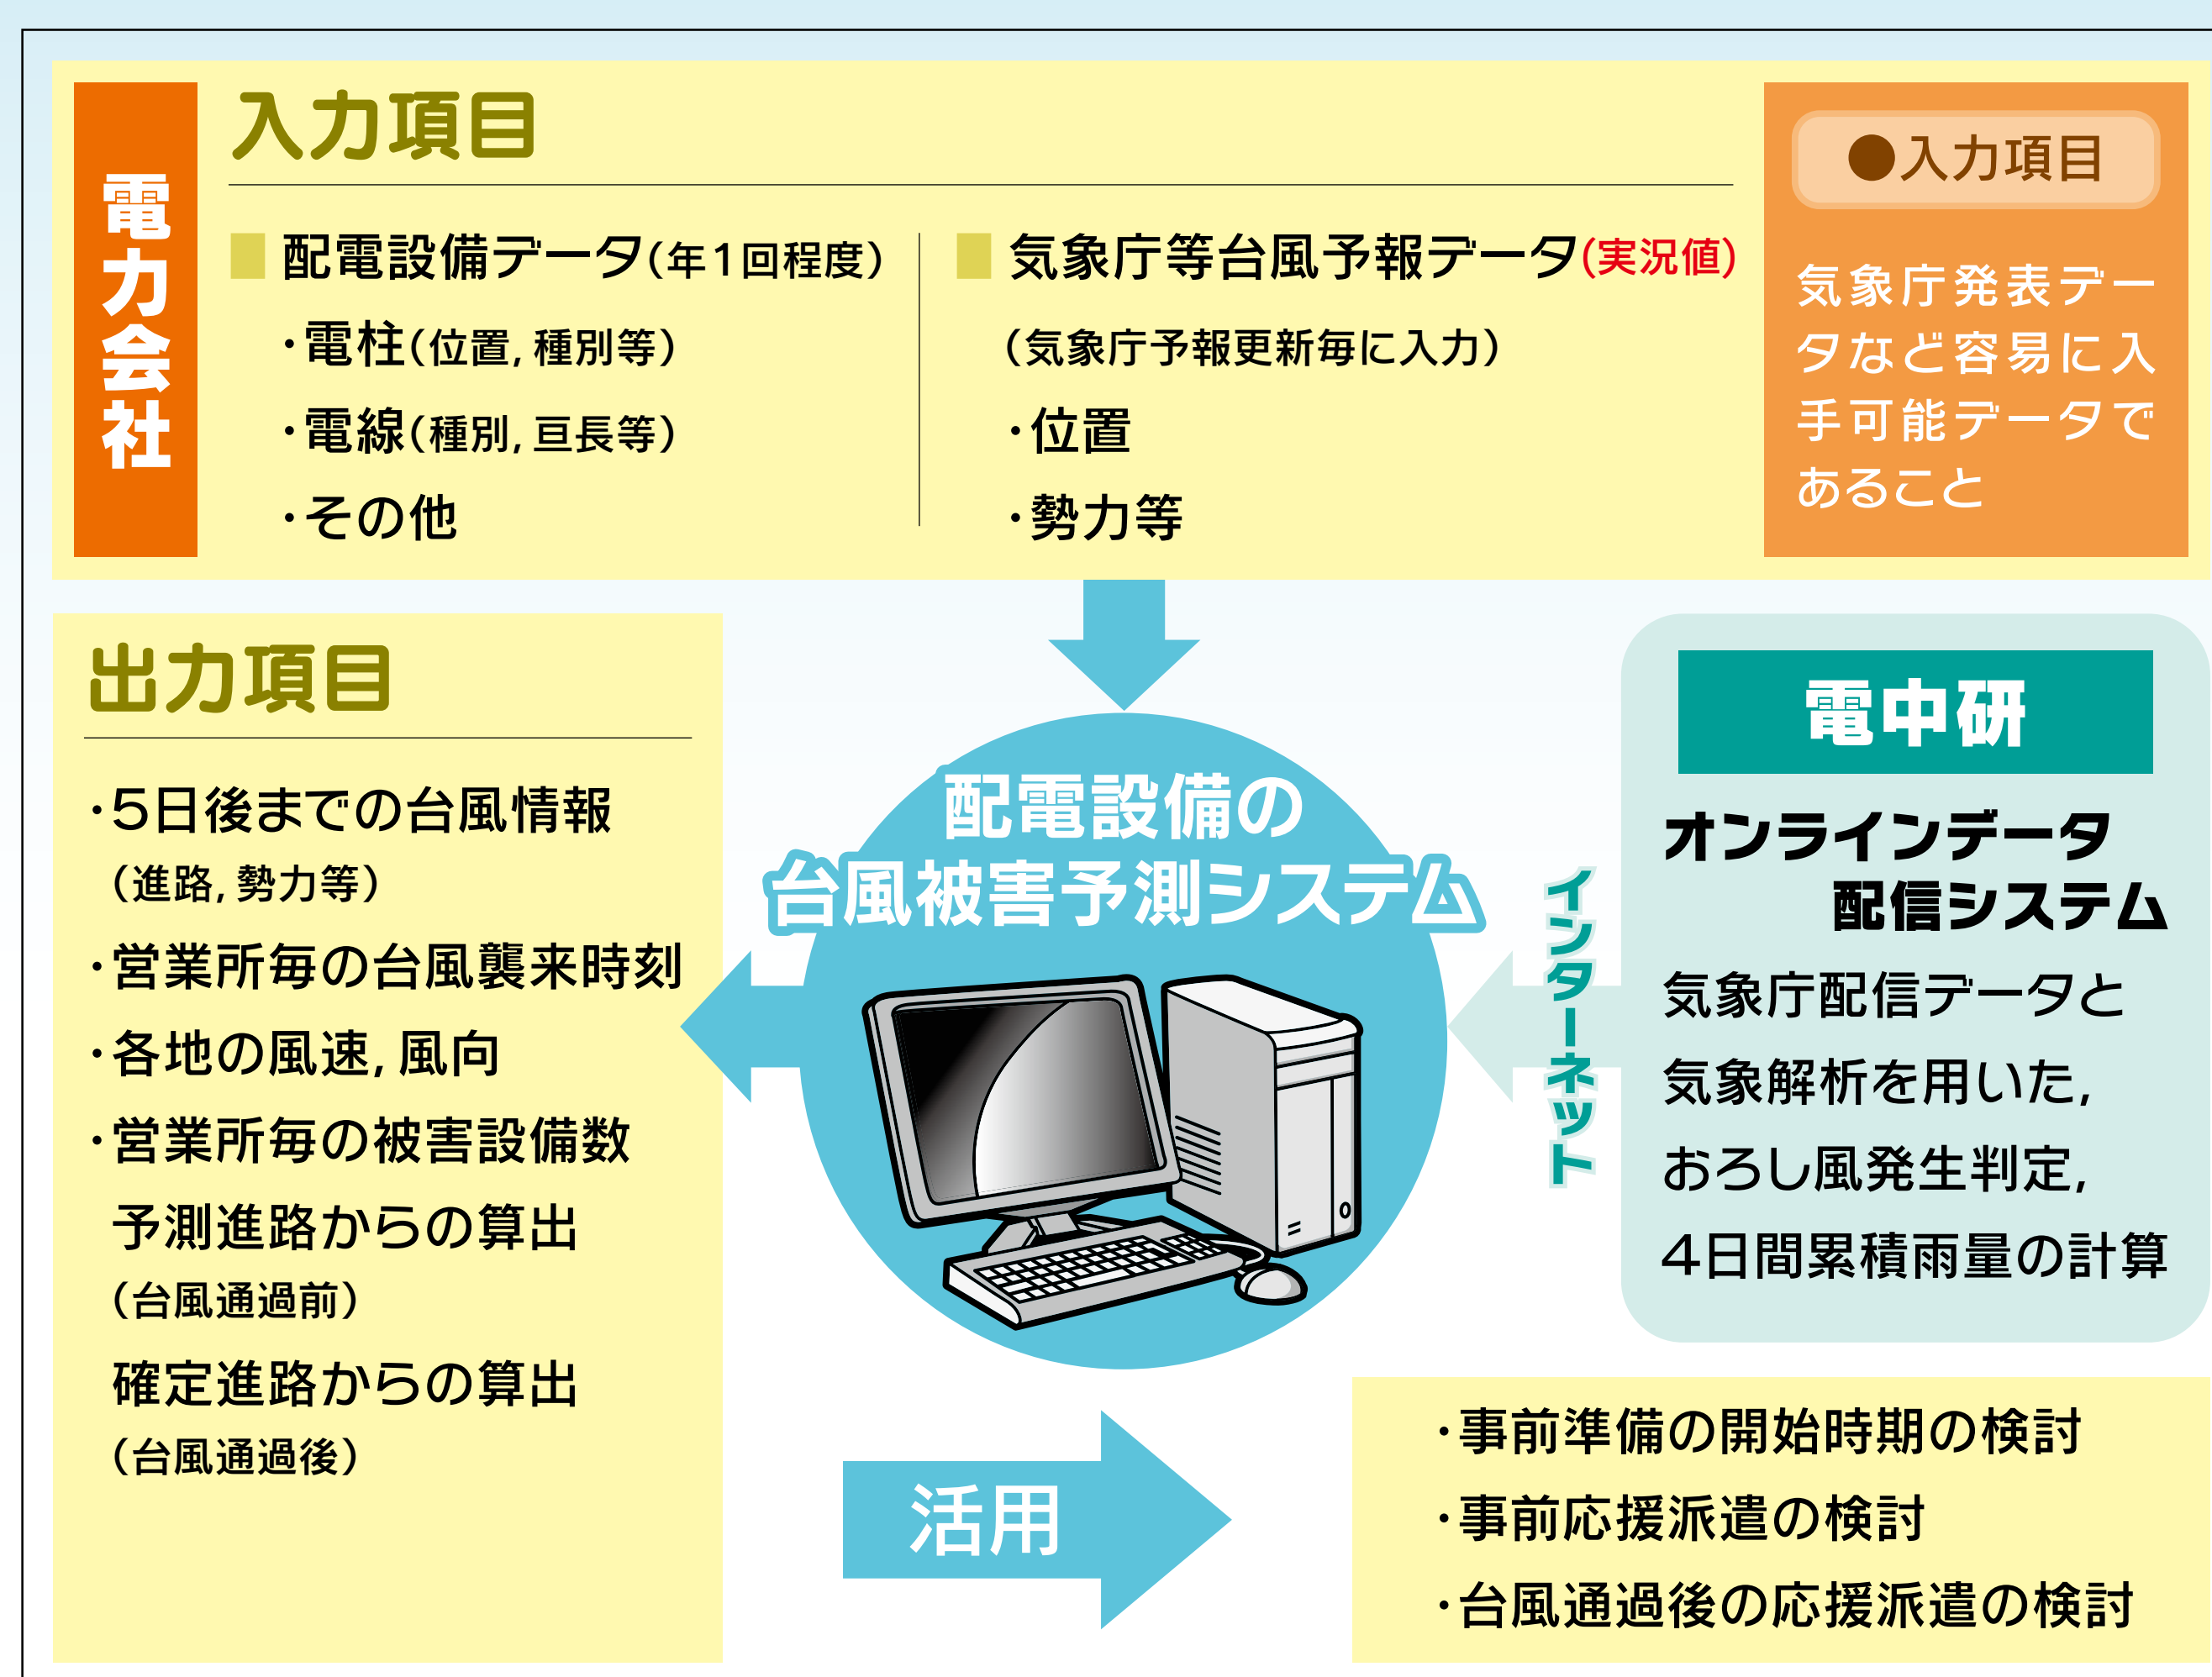 電力会社
入力項目
配電設備データ(年1回程度)
・電柱(位置,種別等)
・電線(種別,亘長等)
・その他
気象庁等台風予報データ(実況値)
(気象庁予報更新毎に入力)
・位置
・勢力等
●入力項目
気象庁発表デー
タなど容易に入
手可能データで
あること
出力項目
・5日後までの台風情報
(進路,勢力等)
・営業所毎の台風襲来時刻
・各地の風速,風向
・営業所毎の被害設備数
予測進路からの算出
(台風通過前)
確定進路からの算出
(台風通過後)
配電設備の
台風被害予測システム
インターネット
電中研
オンラインデータ
配信システム
気象庁配信データと
気象解析を用いた,
おろし風発生判定,
4日間累積雨量の計算
活用
・事前準備の開始時期の検討
・事前応援派遣の検討
・台風通過後の応援派遣の検討